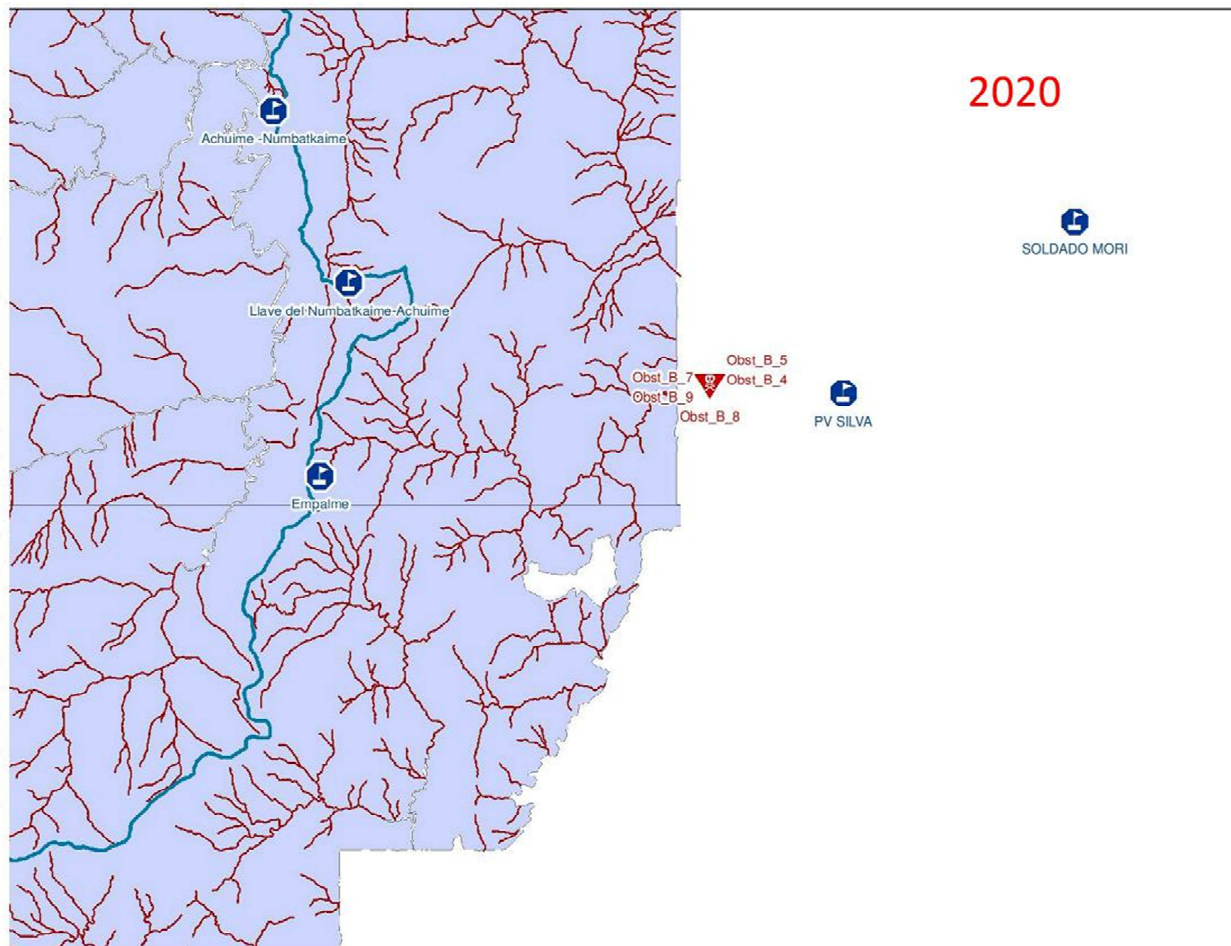 2020
Achuime -Numbatkaime
SOLDADO MORI
Llave del Numbatkaime-Achuime
Obst_B_5
Obst_B_7
Obst_B_4
Obst_B_9
Obst_B_8
PV SILVA
Empalme